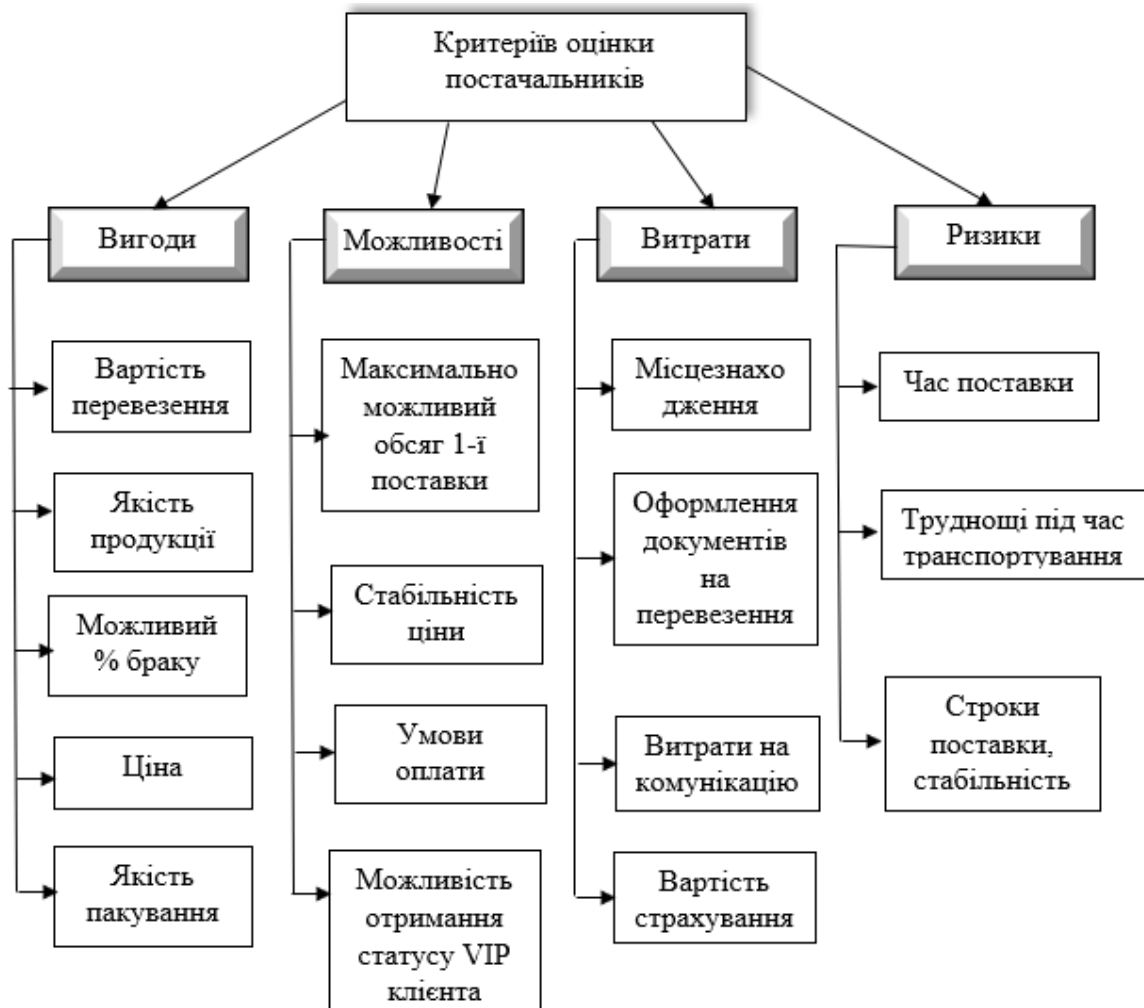 Критеріїв оцінки
постачальників
Вигоди
Можливості
Витрати
Ризики
Вартість
перевезення
Якість
продукції
Можливий
% браку
Ціна
Якість
пакування
Максимально
можливий
обсяг 1-ї
поставки
Стабільність
ціни
Умови
оплати
Можливість
отримання
статусу VIP
клієнта
Місцезнахо
дження
Оформлення
документів
на
перевезення
Витрати на
комунікацію
Вартість
страхування
Час поставки
Труднощі під час
транспортування
Строки
поставки,
стабільність